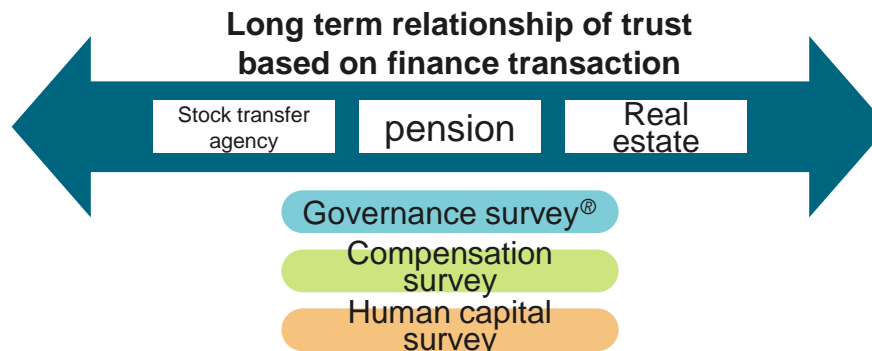 Long term relationship of trust
based on finance transaction
Stock transfer
agency
pension
Real
estate
Governance survey®
Compensation
survey
Human capital
survey